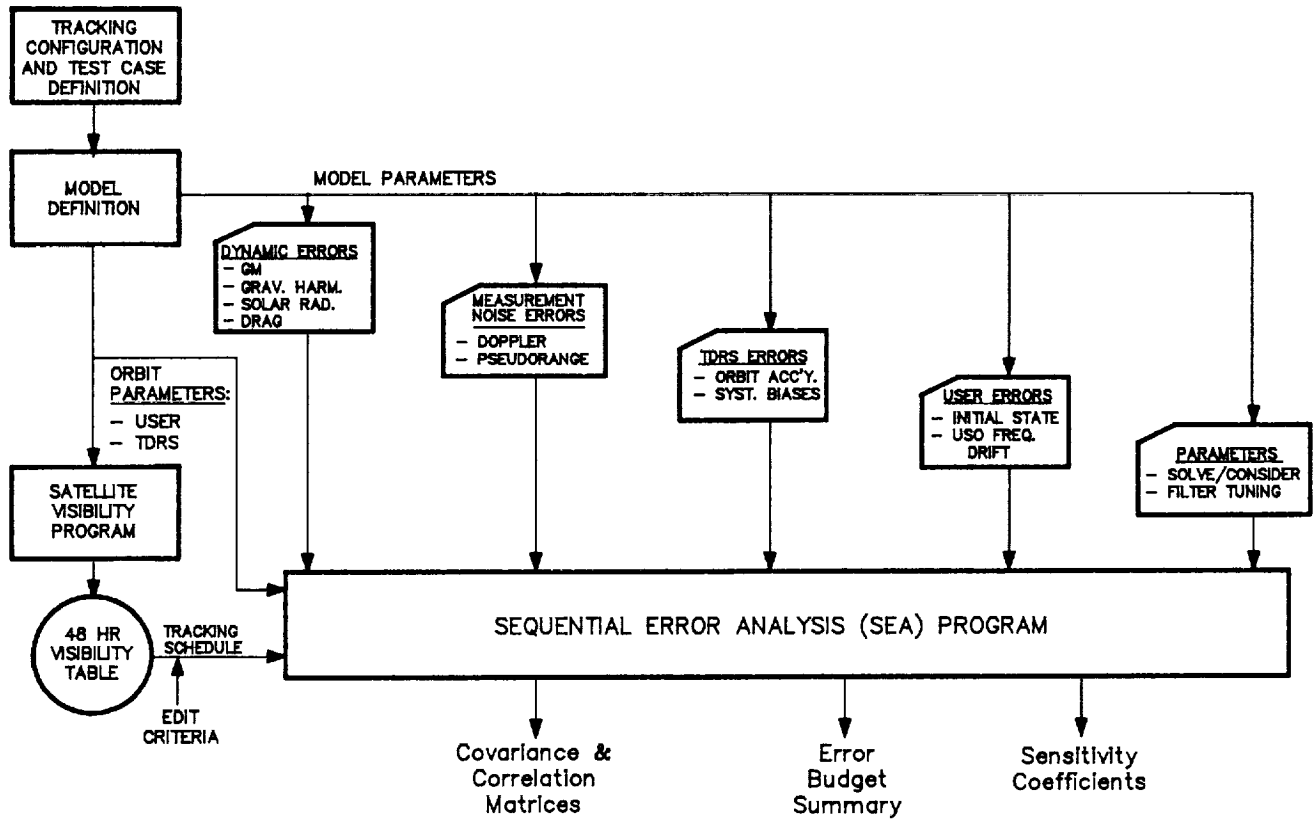 TRACKING
CONFIGURATION
AND TEST CASE
DEFINITION
MODEL
DEFINITION
MODEL PARAMETERS
DYNAMIC ERRORS
- GM
- GRAV. HARM.
- SOLAR RAD.
- DRAG
MEASUREMENT
NOISE ERRORS
- DOPPLER
- PSEUDORANGE
TDRS ERRORS
- ORBIT ACC'Y.
- SYST. BIASES
USER ERRORS
- INITIAL STATE
- USO FREQ.
DRIFT
PARAMETERS
- SOLVE/CONSIDER
- FILTER TUNING
ORBIT
PARAMETERS:
- USER
- TDRS
SATELLITE
VISIBILITY
PROGRAM
48 HR
VISIBILITY
TABLE
TRACKING
SCHEDULE
EDIT
CRITERIA
SEQUENTIAL ERROR ANALYSIS (SEA) PROGRAM
Covariance &
Correlation
Matrices
Error
Budget
Summary
Sensitivity
Coefficients